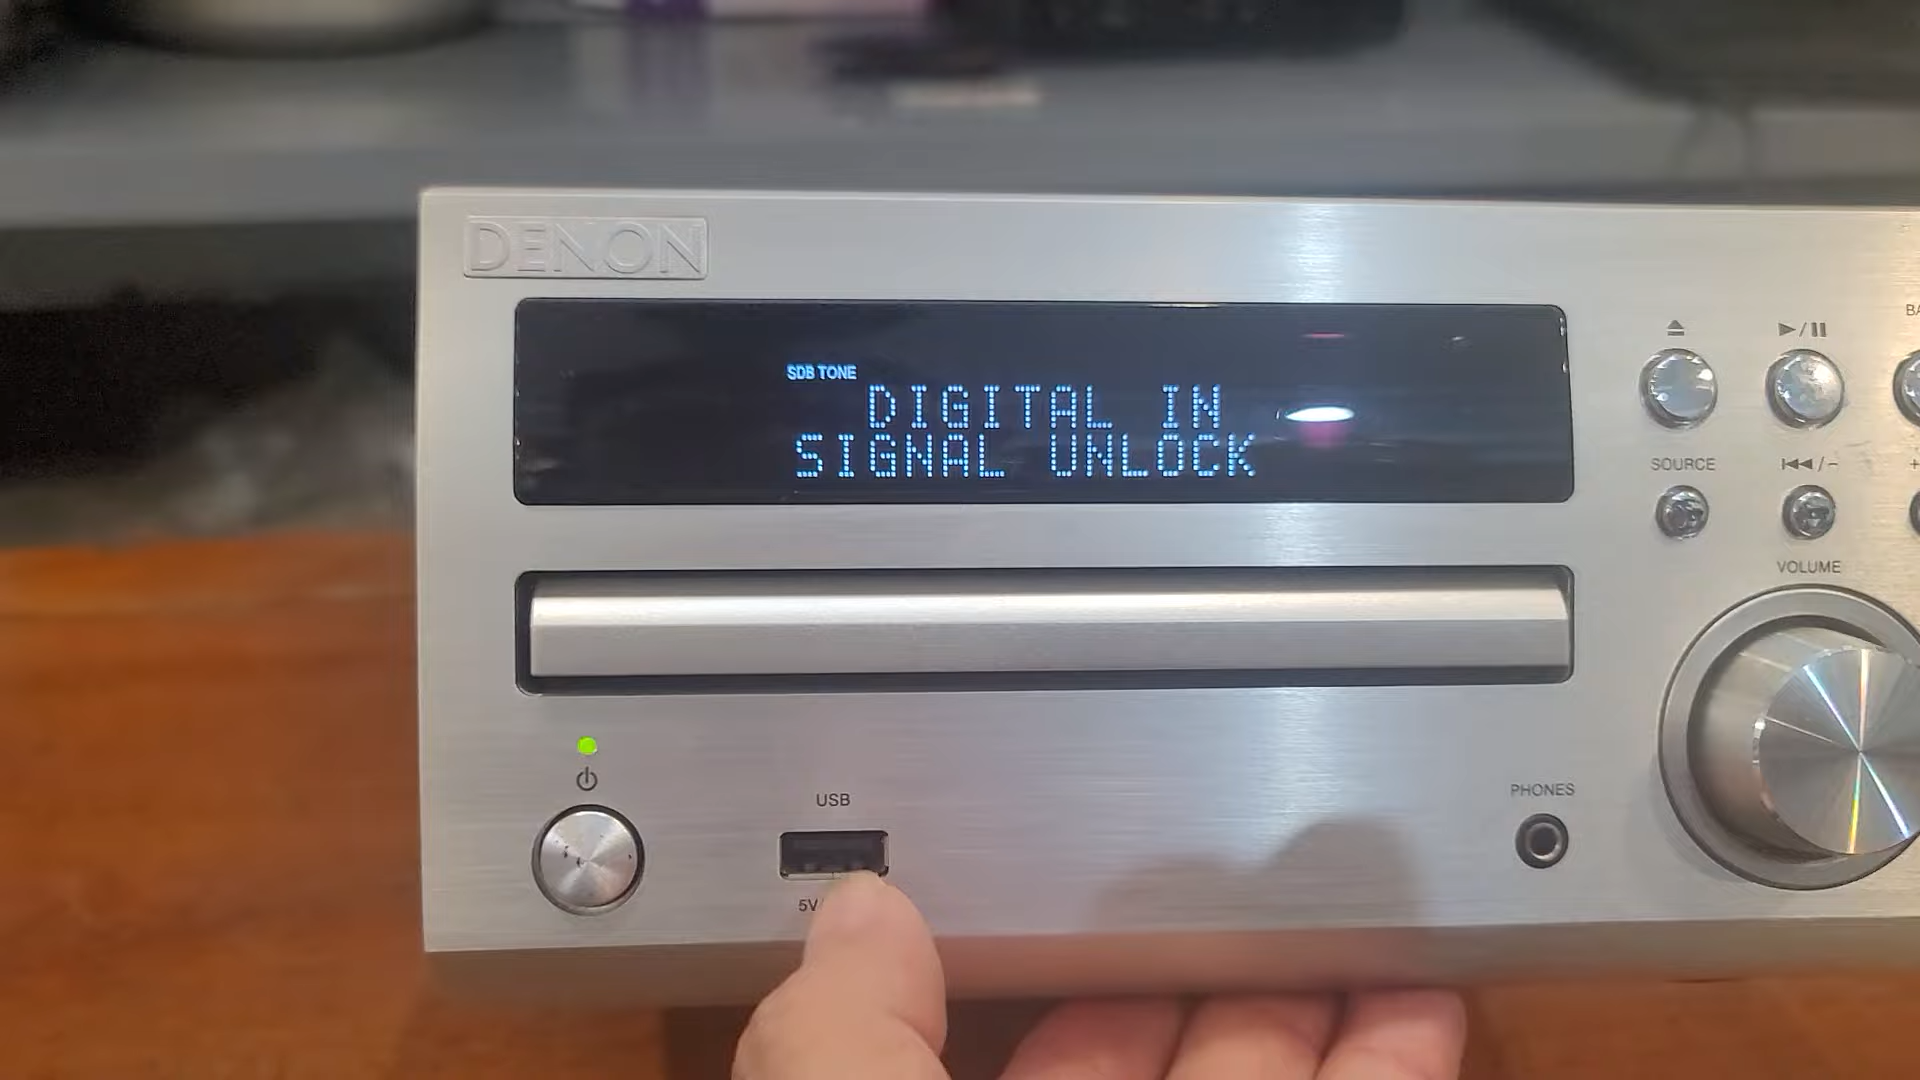 DENON
SDB TONE
DIGITAL IN
SIGNAL UNLOCK
SOURCE
VOLUME
USB
5V
PHONES